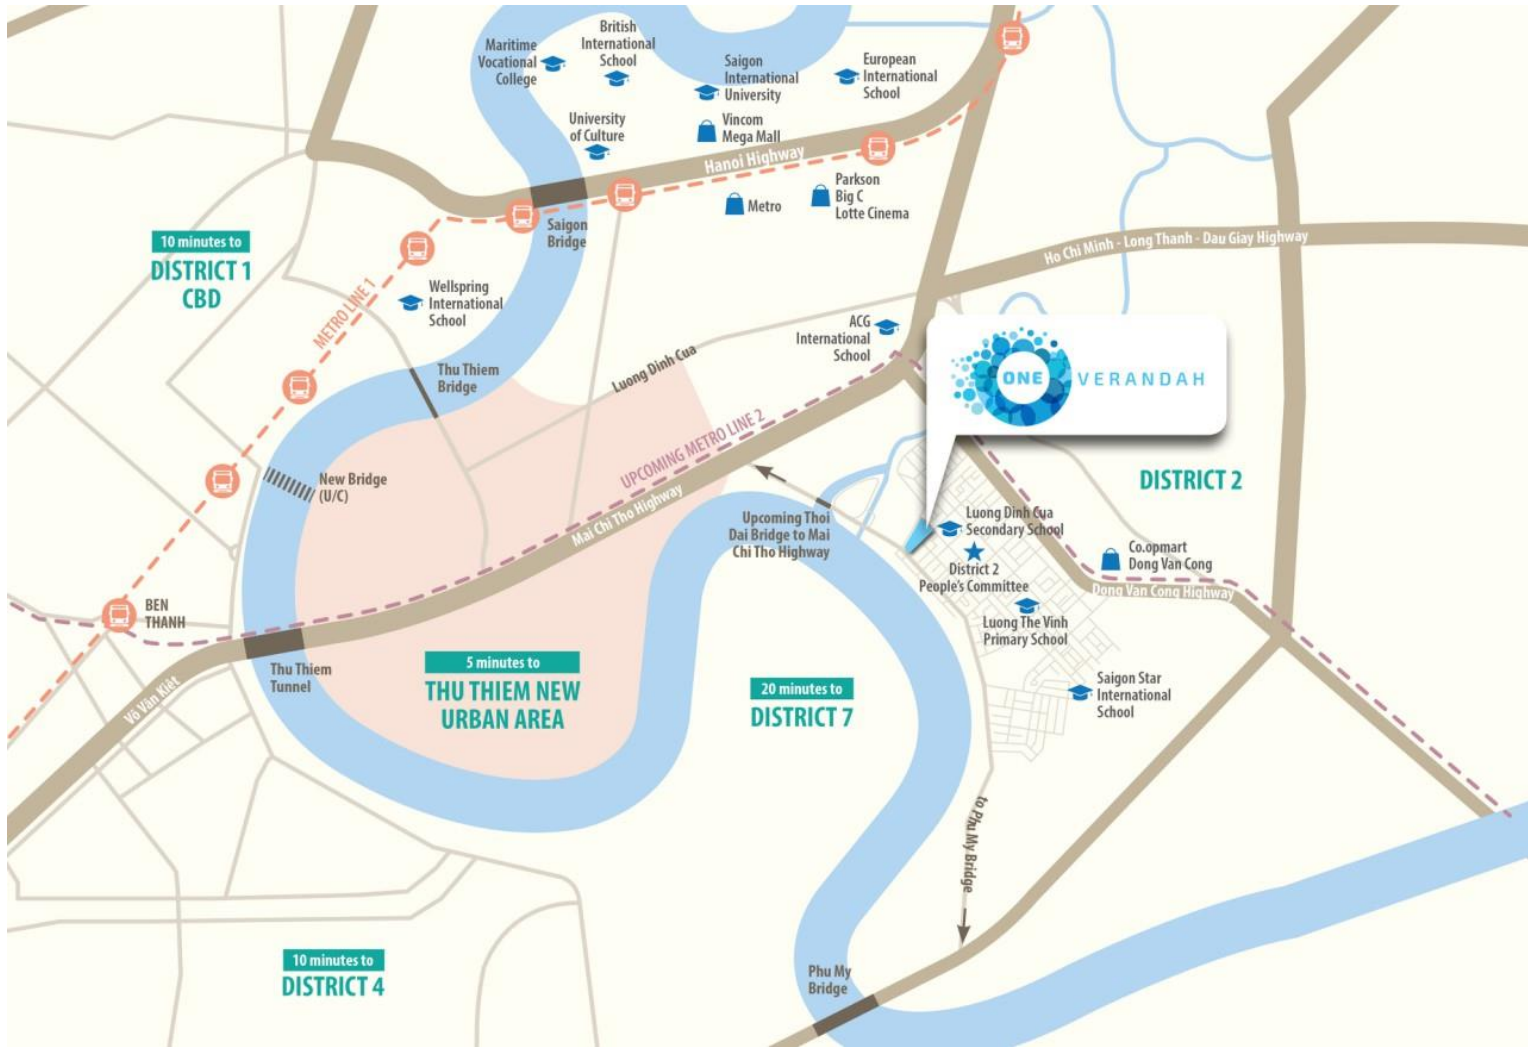 Maritime
Vocational
College
British
International
School
Saigon
International
University
European
International
School
University
of Culture
Vincom
Mega Mall
Hanoi Highway
Parkson
Big C
Lotte Cinema
Metro
Saigon
Bridge
10 minutes to
DISTRICT 1
CBD
METRO LINE 1
Wellspring
International
School
Ho Chi Minh - Long Thanh - Dau Giay Highway
ACG
International
School
Thu Thiem
Bridge
Luong Dinh Cua
ONE VERANDAH
UPCOMING METRO LINE 2
Mai Chi Tho Highway
New Bridge
(U/C)
DISTRICT 2
Upcoming Thoi
Dai Bridge to Mai
Chi Tho Highway
Luong Dinh Cua
Secondary School
District 2
People's Committee
Co.opmart
Dong Van Cong
Dong Van Cong Highway
BEN
THANH
Luong The Vinh
Primary School
Thu Thiem
Tunnel
Võ Văn Kiệt
5 minutes to
THU THIEM NEW
URBAN AREA
20 minutes to
DISTRICT 7
Saigon Star
International
School
to Phu My Bridge
10 minutes to
DISTRICT 4
Phu My
Bridge